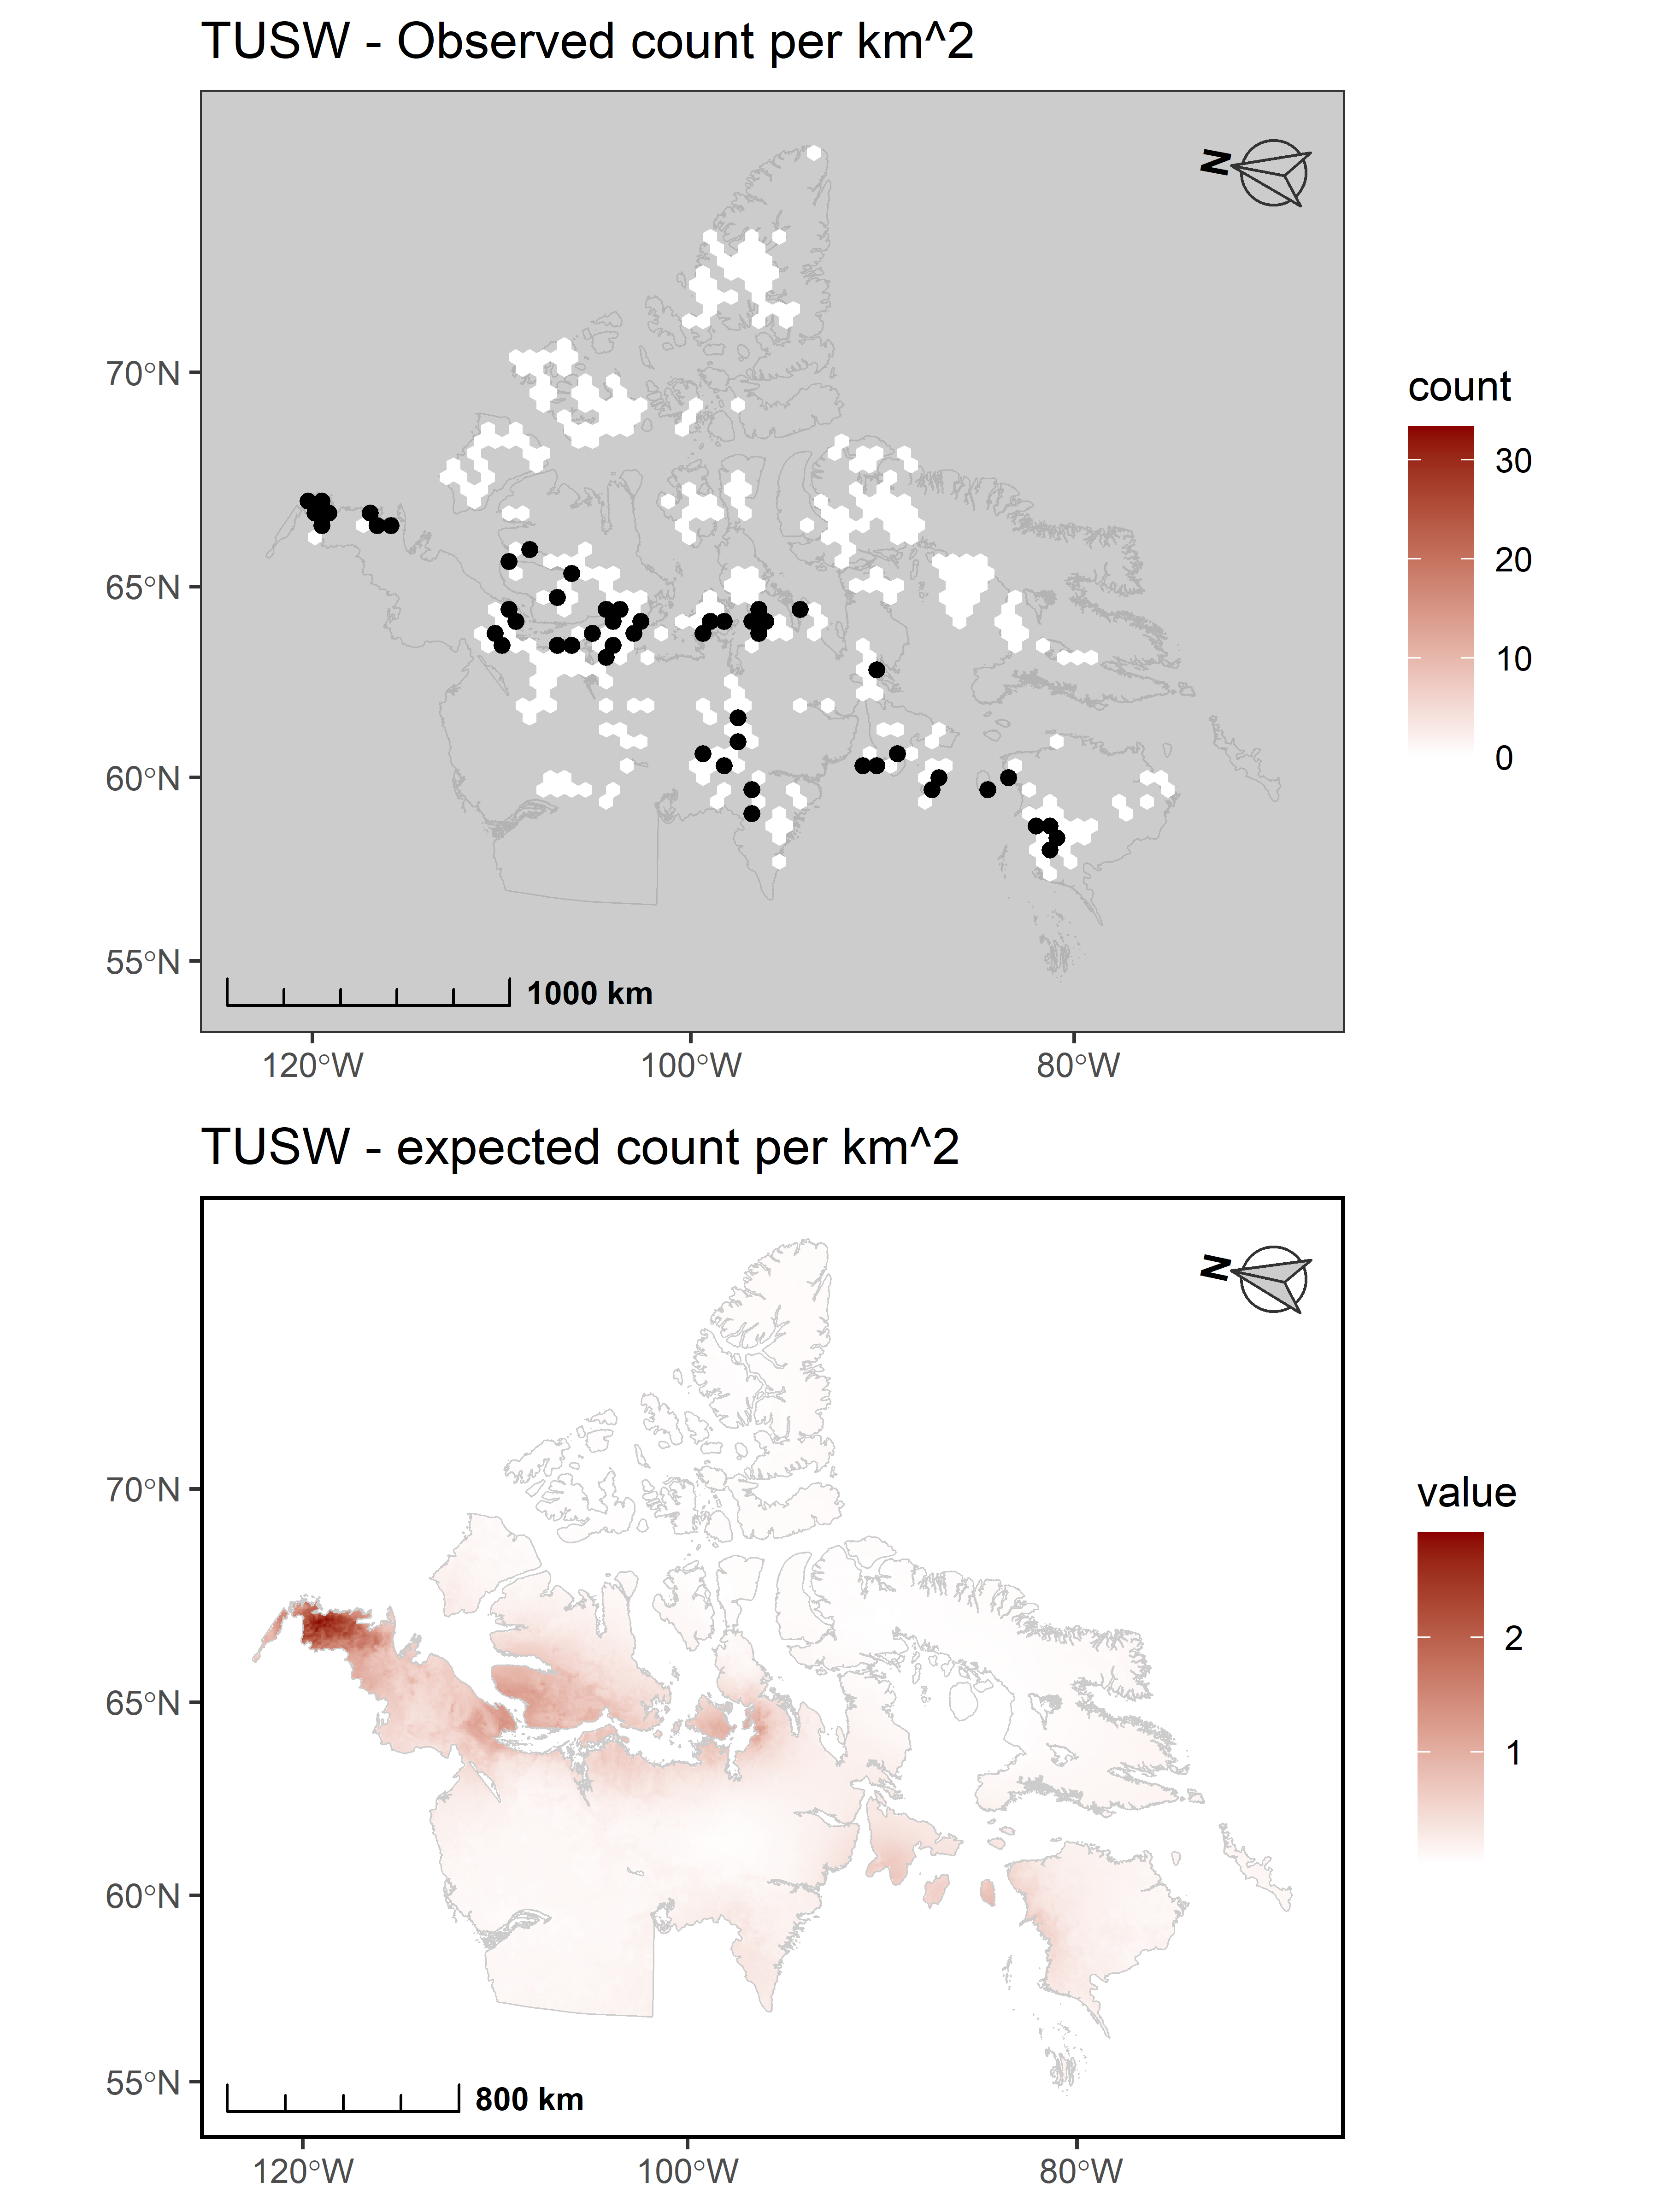 TUSW - Observed count per km^2
N
70°N
65°N
60°N
55°N
1000 km
120°W
100°W
80°W
count
30
20
10
0
TUSW - expected count per km^2
N
70°N
65°N
60°N
55°N
800 km
120°W
100°W
80°W
value
2
1